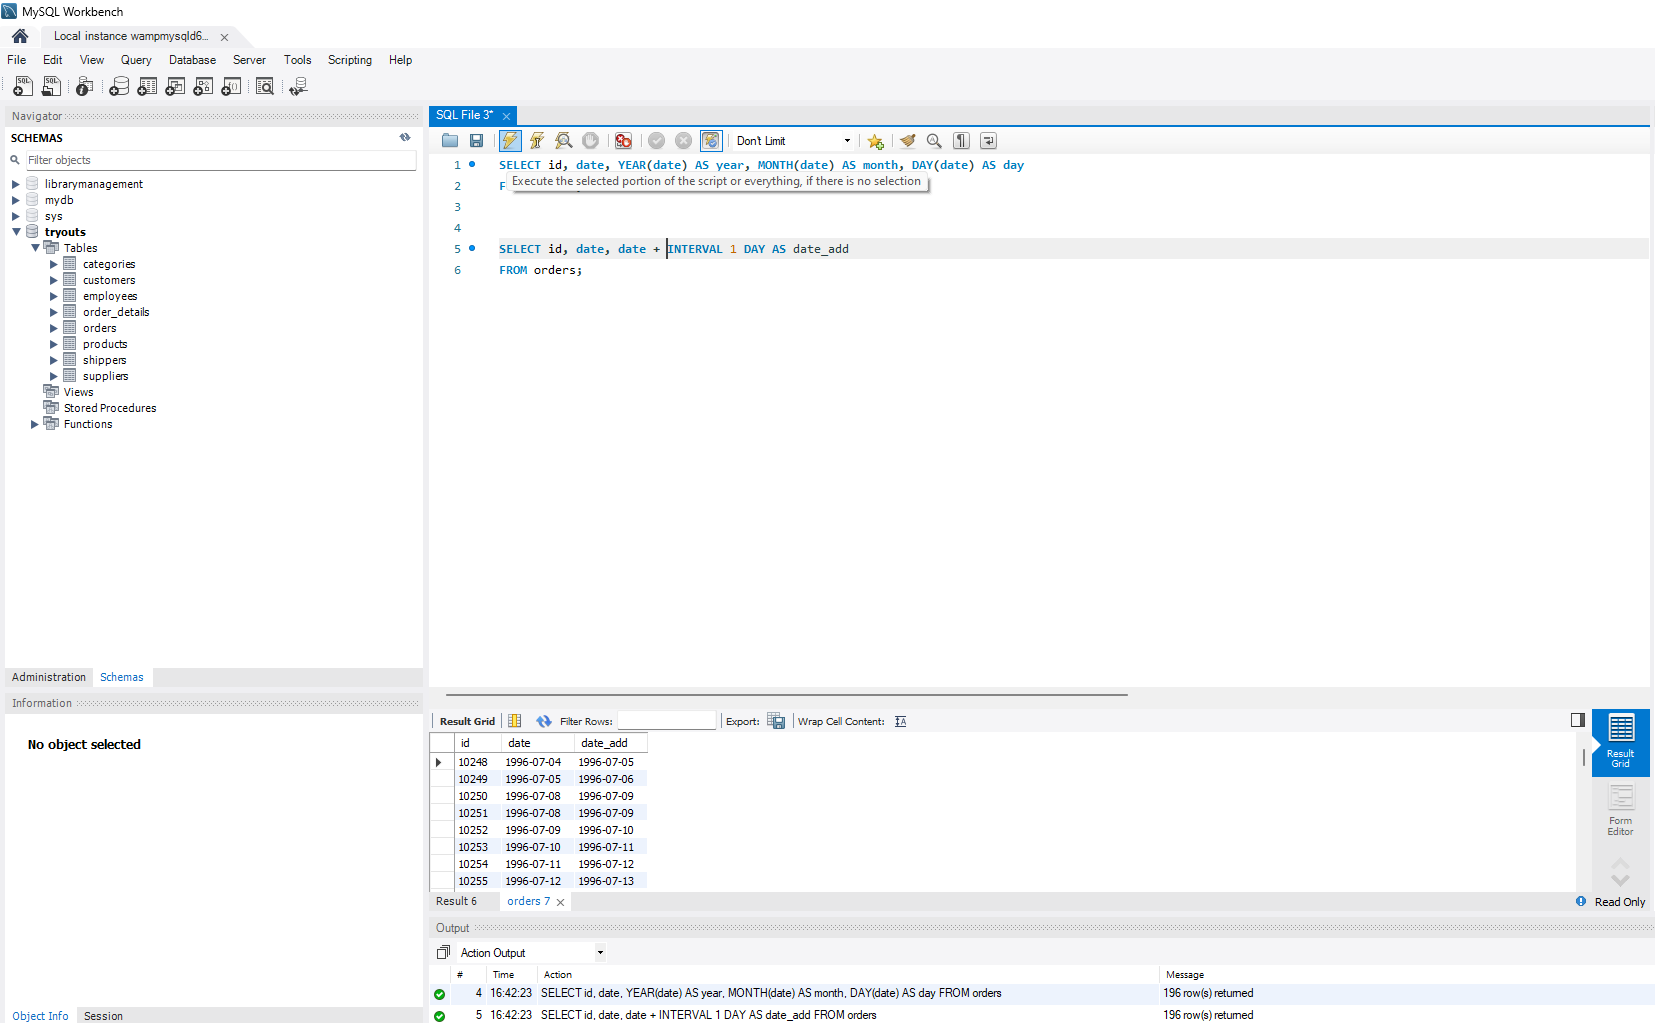 MySQL Workbench
Local instance wampmysqld6...
File Edit View Query Database Server Tools Scripting Help
Navigator
SCHEMAS
Filter objects
librarymanagement
mydb
sys
tryouts
Tables
categories
customers
employees
order_details
orders
products
shippers
suppliers
Views
Stored Procedures
Functions
Administration Schemas
Information
No object selected
Object Info Session
SQL File 3*
Don't Limit
1 SELECT id, date, YEAR(date) AS year, MONTH(date) AS month, DAY(date) AS day
2 F
Execute the selected portion of the script or everything, if there is no selection
3
4
5 SELECT id, date, date + INTERVAL 1 DAY AS date_add
6 FROM orders;
Result Grid Filter Rows: Export: Wrap Cell Content:
id date date_add
10248 1996-07-04 1996-07-05
10249 1996-07-05 1996-07-06
10250 1996-07-08 1996-07-09
10251 1996-07-08 1996-07-09
10252 1996-07-09 1996-07-10
10253 1996-07-10 1996-07-11
10254 1996-07-11 1996-07-12
10255 1996-07-12 1996-07-13
Result Grid
Form Editor
Result 6 orders 7
Read Only
Output
Action Output
# Time Action Message
4 16:42:23 SELECT id, date, YEAR(date) AS year, MONTH(date) AS month, DAY(date) AS day FROM orders 196 row(s) returned
5 16:42:23 SELECT id, date, date + INTERVAL 1 DAY AS date_add FROM orders 196 row(s) returned